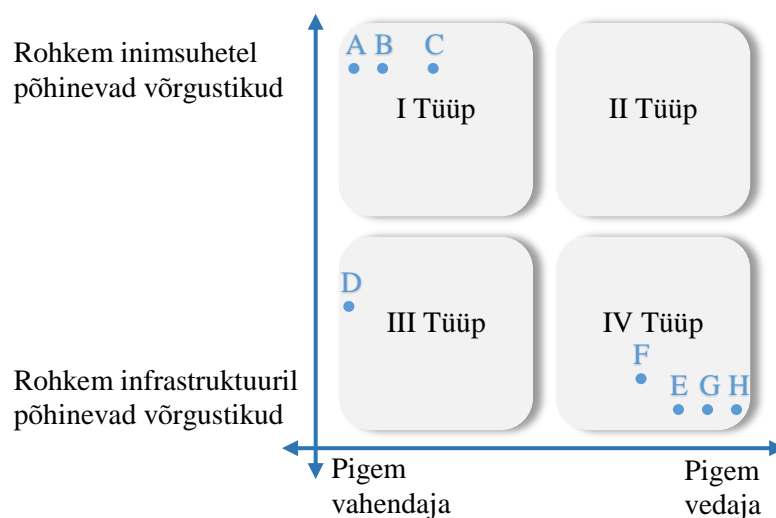 Rohkem inimsuhetel
põhinevad võrgustikud
A B C
I Tüüp
II Tüüp
D
III Tüüp
IV Tüüp
F
E G H
Rohkem infrastruktuuril
põhinevad võrgustikud
Pigem
vahendaja
Pigem
vedaja